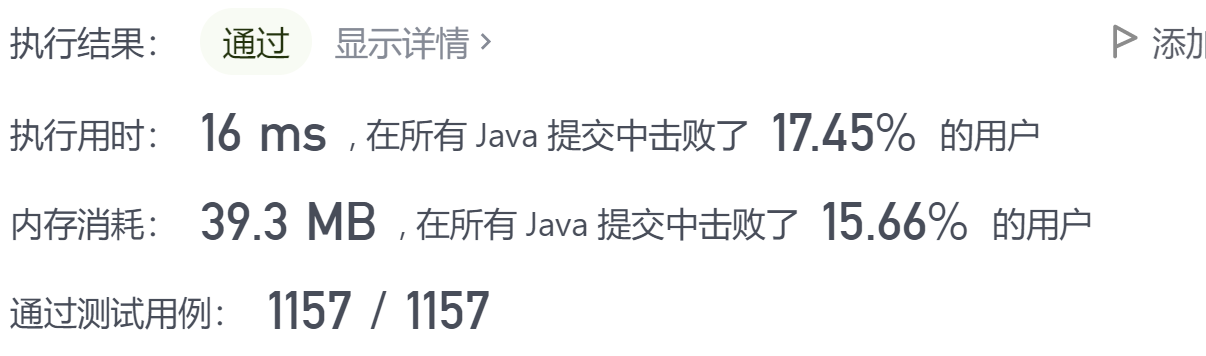 执行结果： 通过 显示详情 > 添加
执行用时： 16 ms , 在所有 Java 提交中击败了 17.45% 的用户
内存消耗： 39.3 MB , 在所有 Java 提交中击败了 15.66% 的用户
通过测试用例： 1157 / 1157